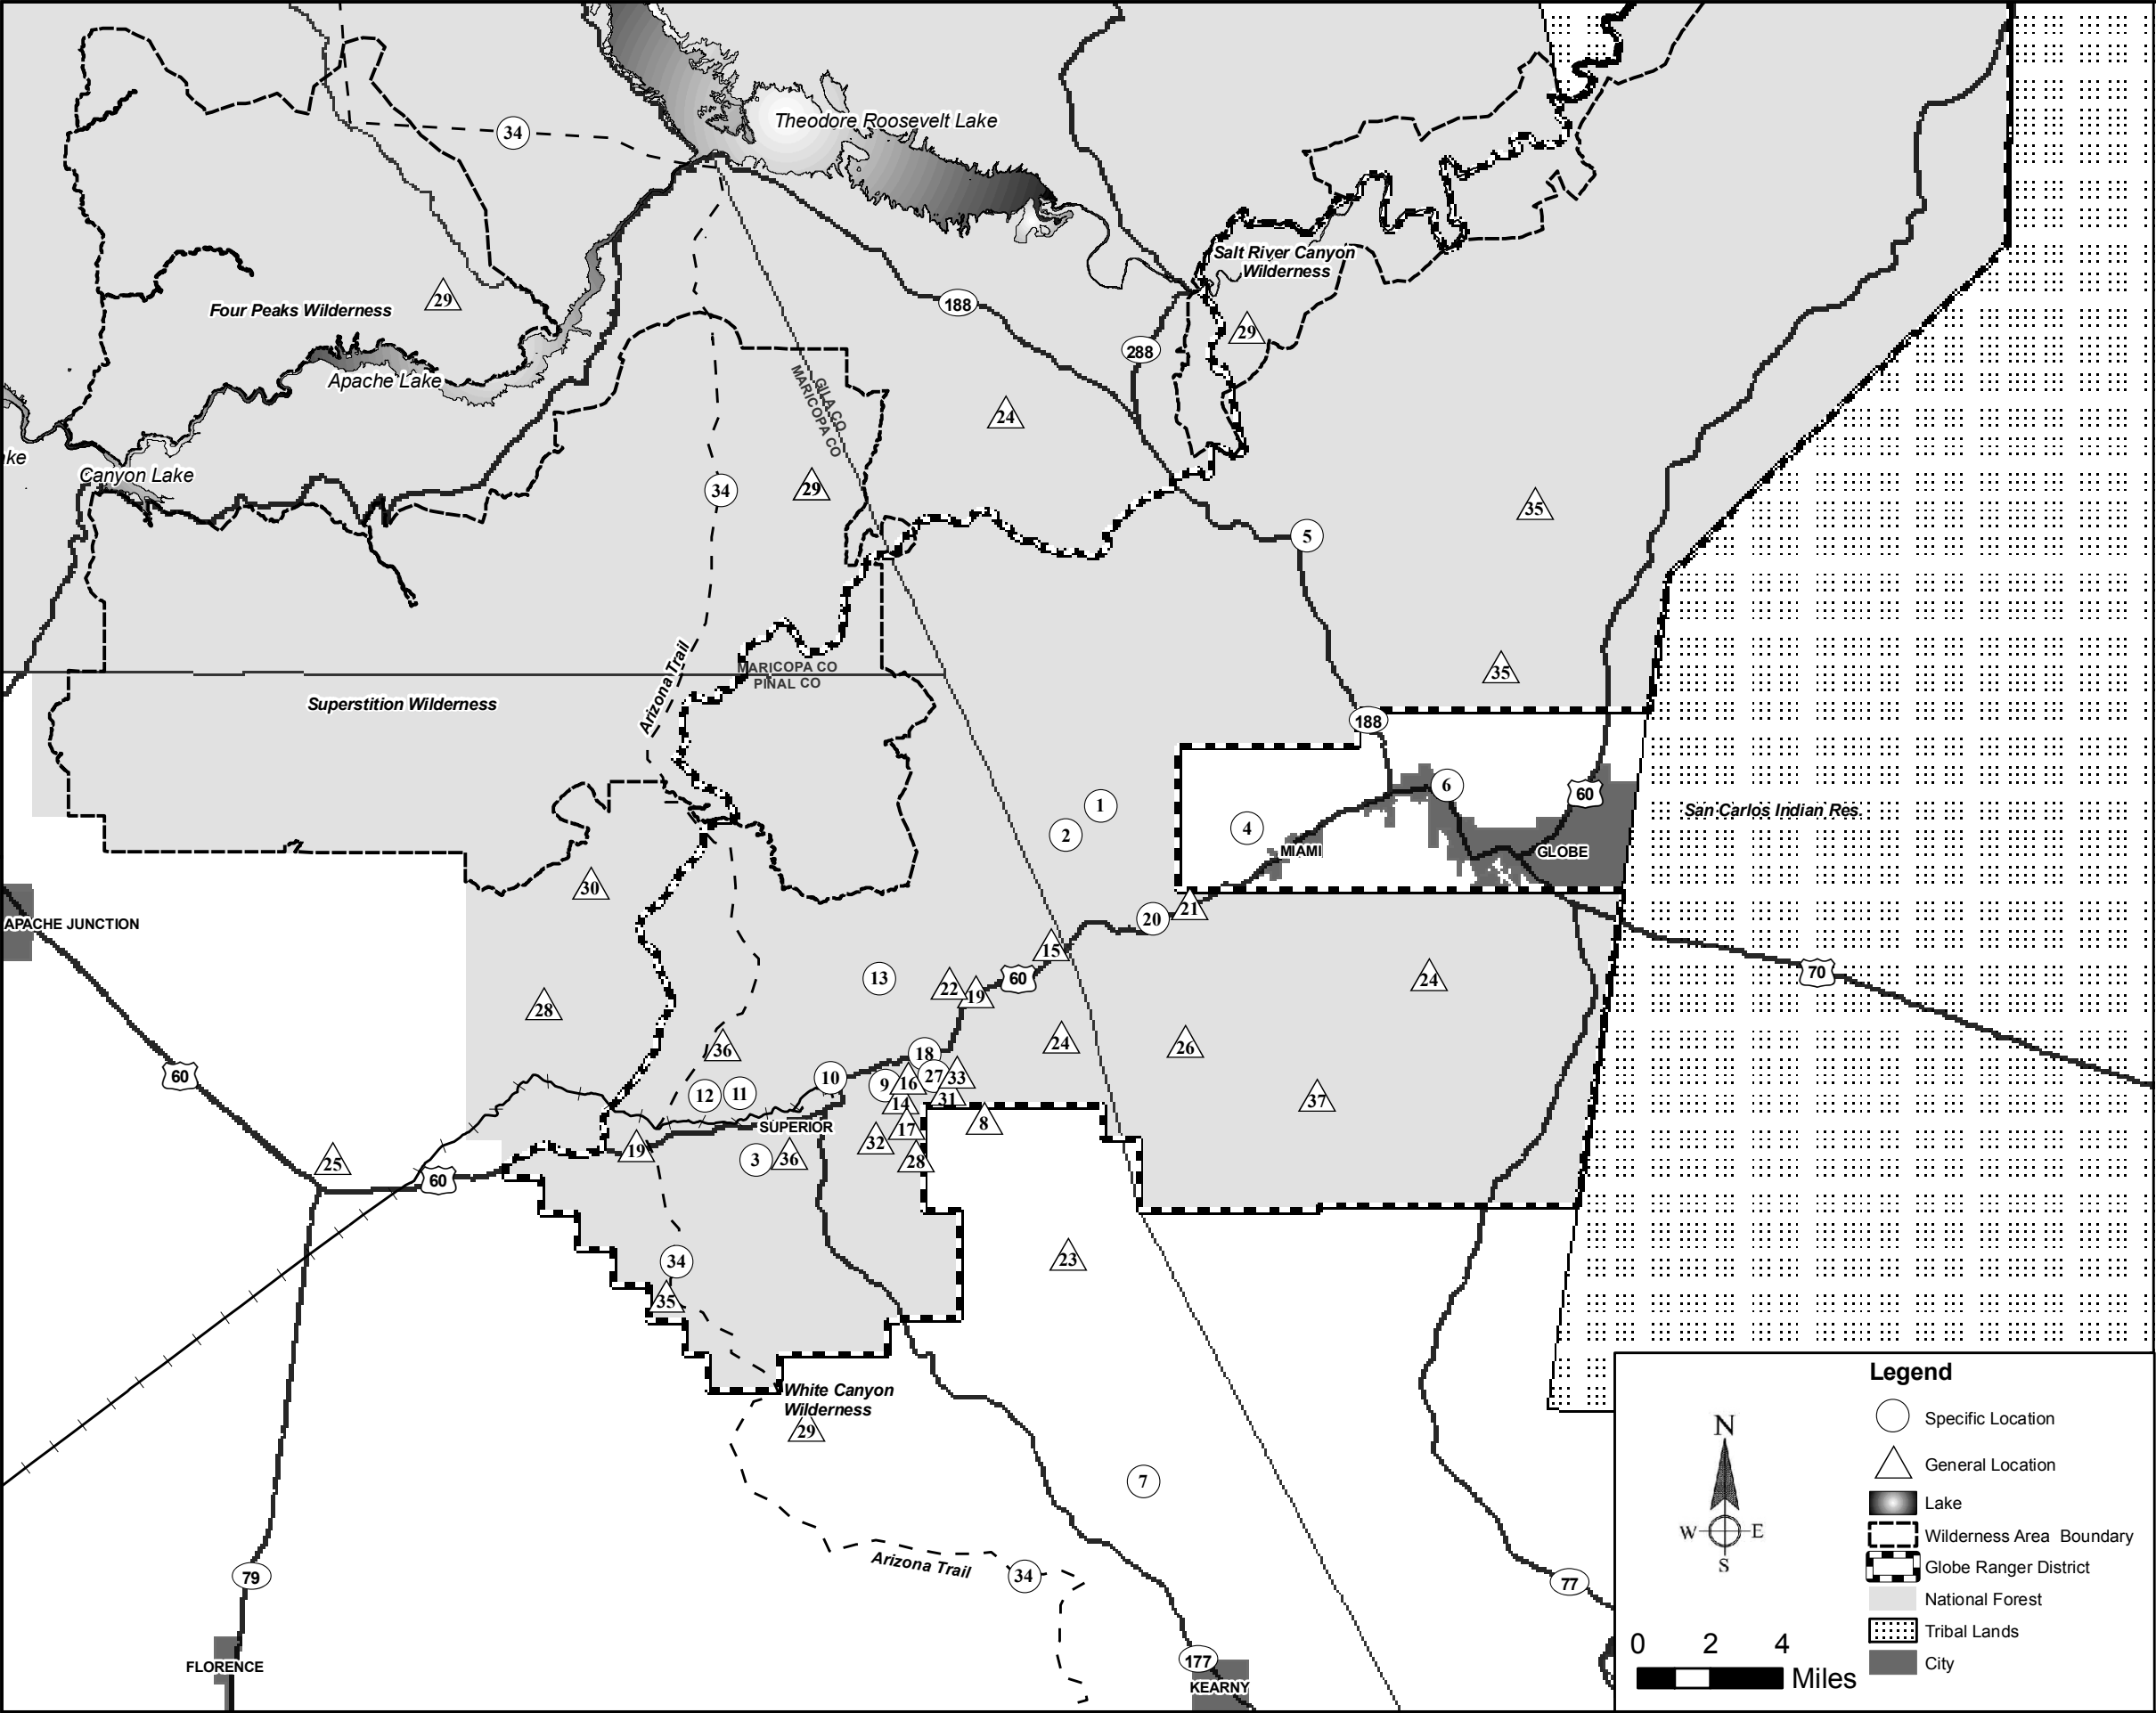 34
Theodore Roosevelt Lake
Salt River Canyon
Wilderness
29
Four Peaks Wilderness
188
29
288
Apache Lake
GILA CO
MARICOPA CO
24
ke
Canyon Lake
34
29
35
5
Arizona Trail
MARICOPA CO
PINAL CO
35
Superstition Wilderness
188
6
60
1
San Carlos Indian Res.
4
2
MIAMI
GLOBE
30
21
20
APACHE JUNCTION
15
13
60
24
70
22
19
28
24
26
36
18
60
10
27
33
9
16
12
11
31
37
14
8
SUPERIOR
17
32
19
3
36
28
25
60
23
34
35
White Canyon
Wilderness
29
7
Arizona Trail
34
79
77
FLORENCE
177
KEARNY
Legend
Specific Location
General Location
Lake
Wilderness Area Boundary
Globe Ranger District
National Forest
Tribal Lands
City
N
W
E
S
0 2 4
Miles